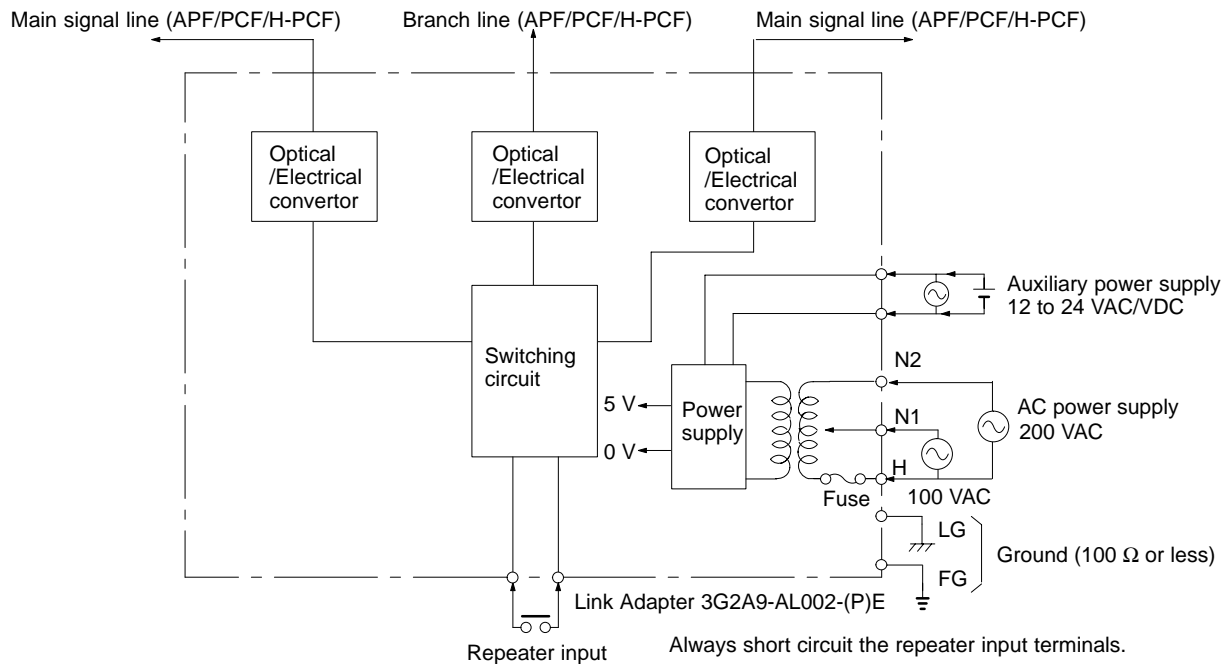 Main signal line (APF/PCF/H-PCF)
Branch line (APF/PCF/H-PCF)
Main signal line (APF/PCF/H-PCF)
Optical
/Electrical
convertor
Optical
/Electrical
convertor
Optical
/Electrical
convertor
Auxiliary power supply
12 to 24 VAC/VDC
Switching
circuit
N2
5 V
Power
supply
N1
AC power supply
200 VAC
0 V
H
Fuse
100 VAC
LG
Ground (100 Ω or less)
FG
Link Adapter 3G2A9-AL002-(P)E
Repeater input
Always short circuit the repeater input terminals.